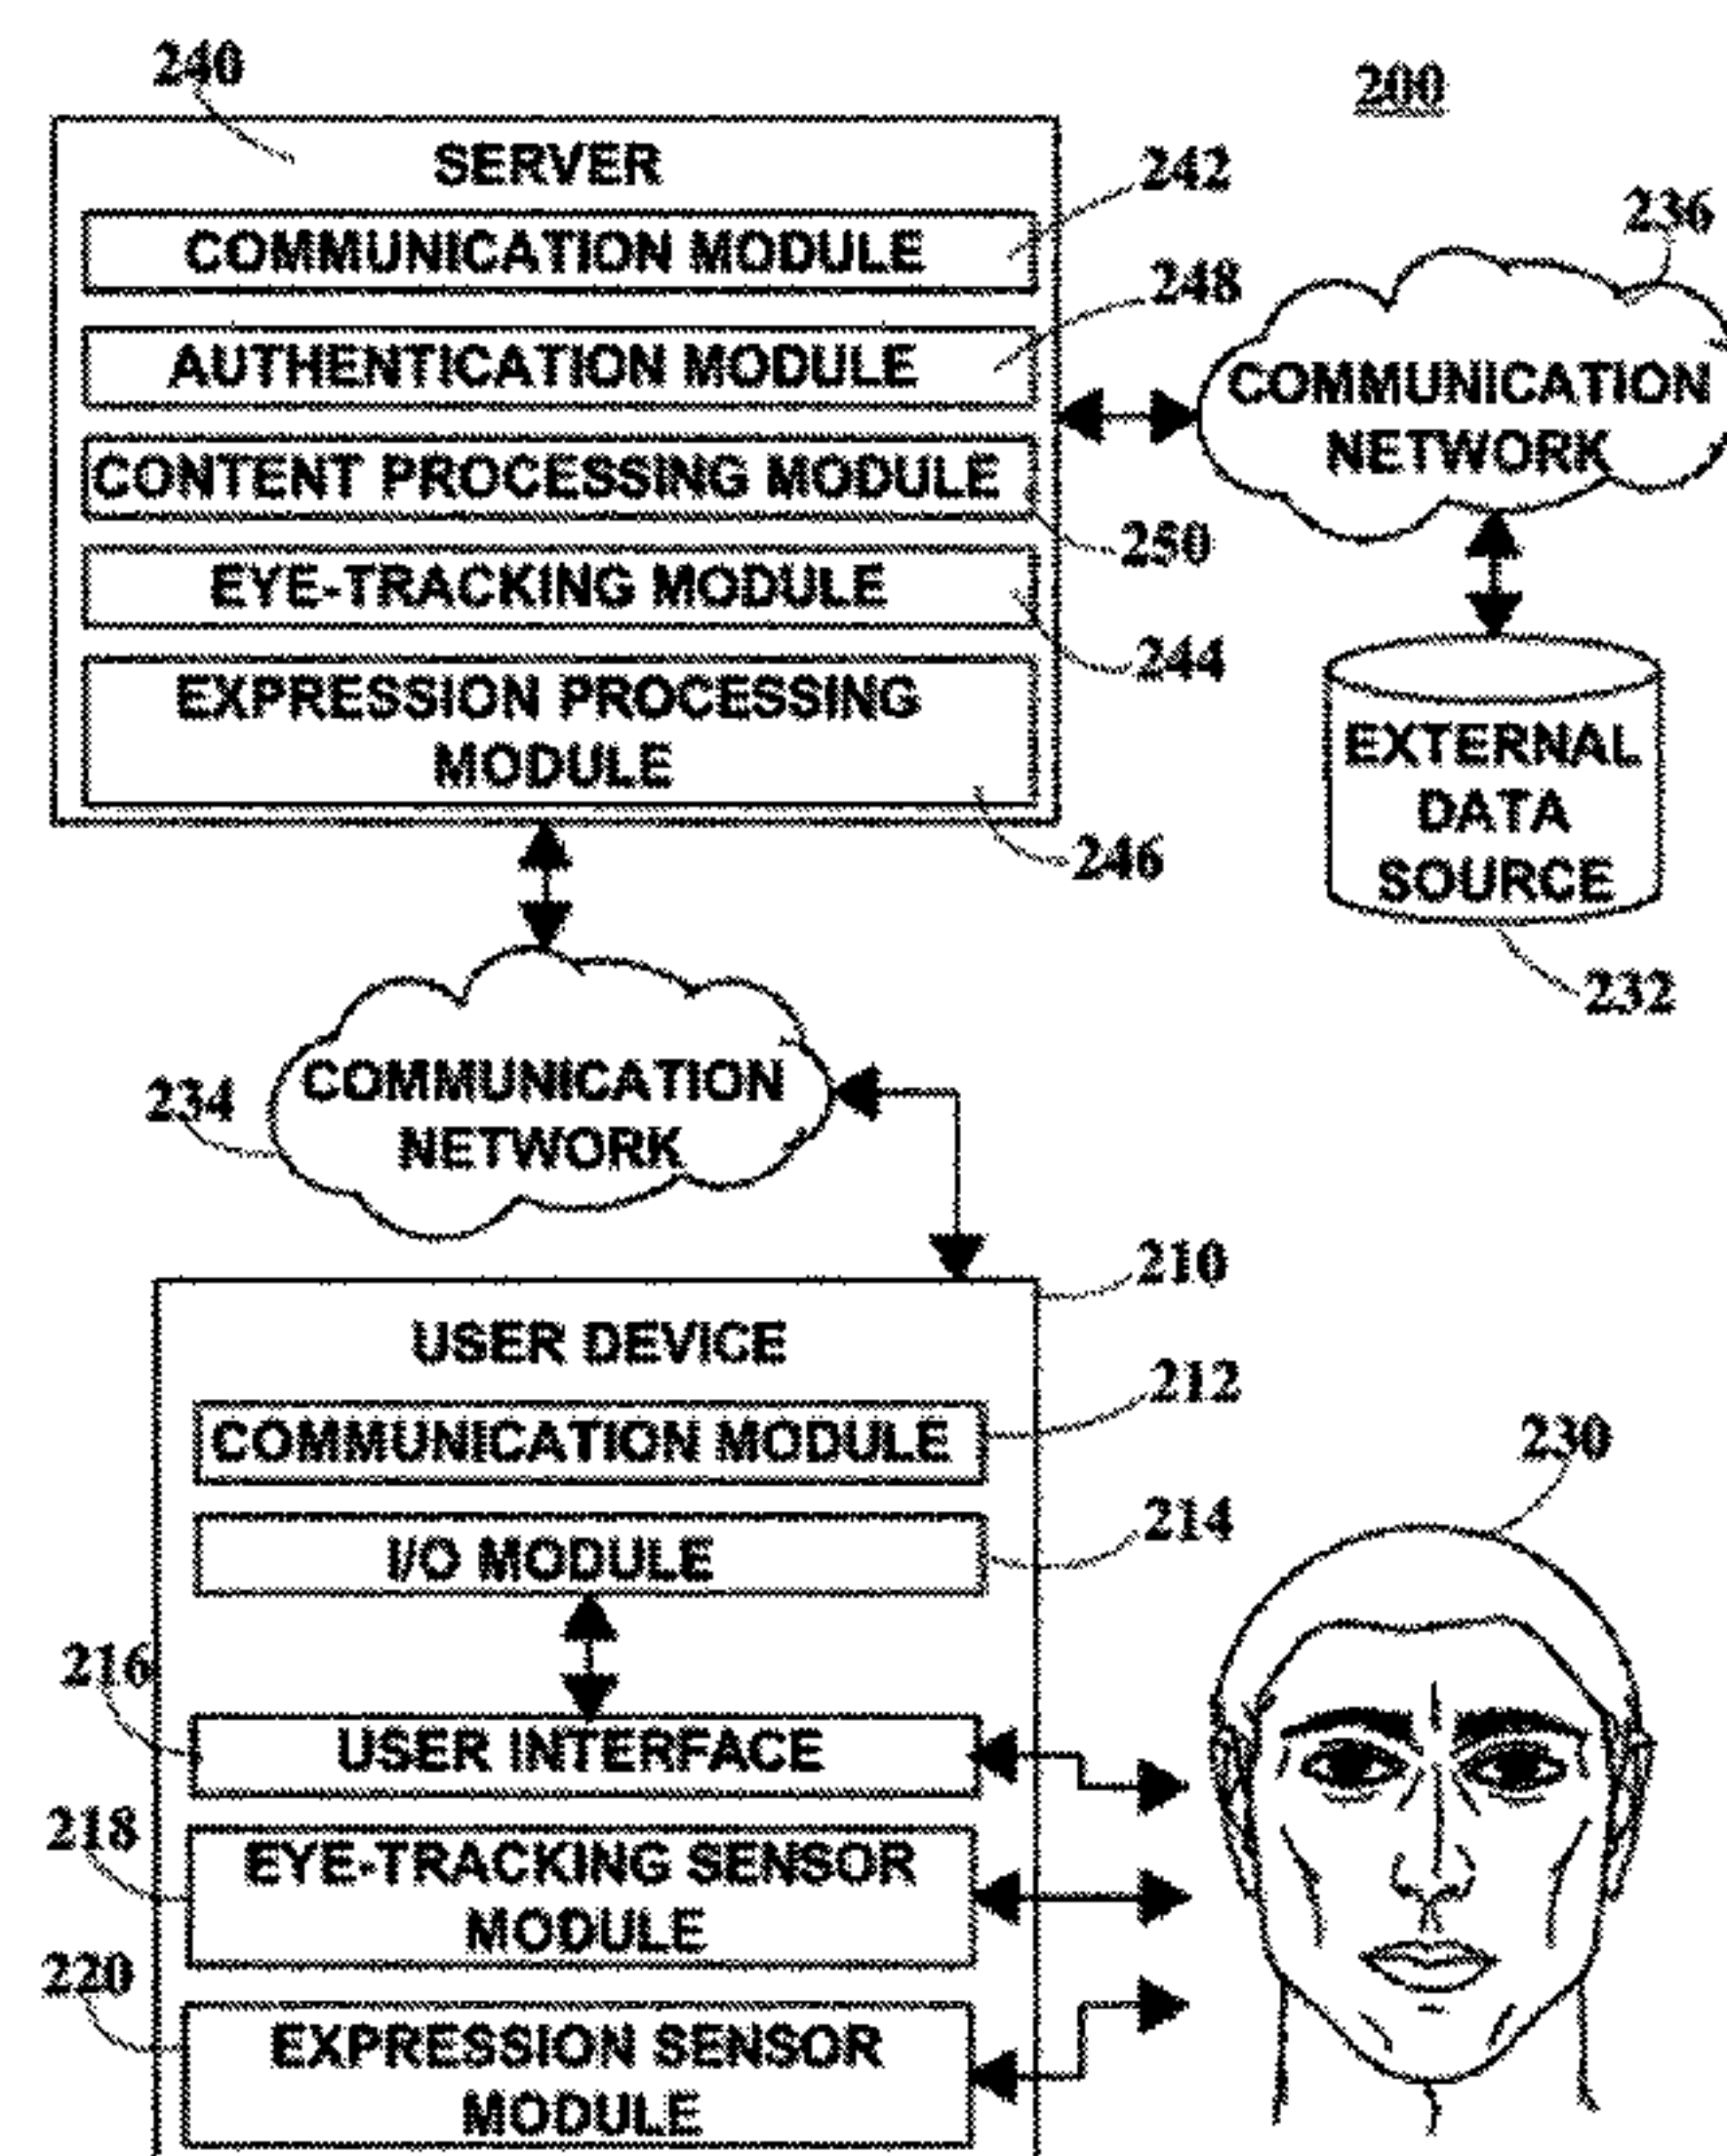 240
200
SERVER
242
COMMUNICATION MODULE
236
248
AUTHENTICATION MODULE
COMMUNICATION
NETWORK
CONTENT PROCESSING MODULE
250
EYE-TRACKING MODULE
244
EXPRESSION PROCESSING
MODULE
246
EXTERNAL
DATA
SOURCE
232
234
COMMUNICATION
NETWORK
210
USER DEVICE
212
COMMUNICATION MODULE
230
214
I/O MODULE
216
USER INTERFACE
218
EYE-TRACKING SENSOR
MODULE
220
EXPRESSION SENSOR
MODULE